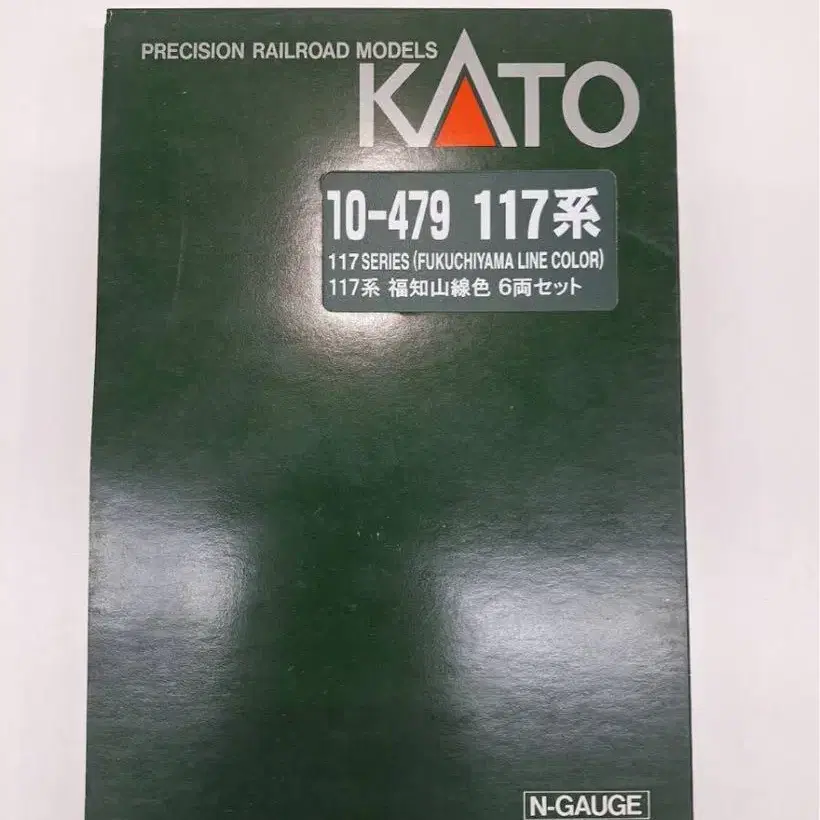 PRECISION RAILROAD MODELS
KATO
10-479 117系
117 SERIES (FUKUCHIYAMA LINE COLOR)
117系 福知山線色 6両セット
N-GAUGE